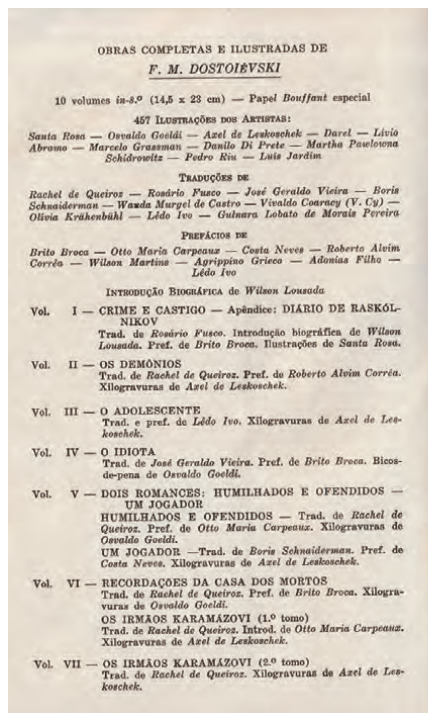 OBRAS COMPLETAS E ILUSTRADAS DE
F. M. DOSTOIÉVSKI
10 volumes in-8.º (14,5 x 23 cm) — Papel Bouffant especial
457 ILUSTRAÇÕES DOS ARTISTAS:
Santa Rosa — Osvaldo Goeldi — Axel de Leskoschek — Darel — Lívio
Abramo — Marcelo Grassman — Danilo Di Prete — Martha Pawlowna
Schidrowitz — Pedro Riu — Luis Jardim
TRADUÇÕES DE
Rachel de Queiroz — Rosário Fusco — José Geraldo Vieira — Boris
Schnaiderman — Wanda Murgel de Castro — Vivaldo Coaracy (V. Cy) —
Olívia Krähenbühl — Lêdo Ivo — Gulnara Lobato de Morais Pereira
PREFÁCIOS DE
Brito Broca — Otto Maria Carpeaux — Costa Neves — Roberto Alvim
Corrêa — Wilson Martins — Agrippino Grieco — Adonias Filho —
Lêdo Ivo
INTRODUÇÃO BIOGRÁFICA de Wilson Lousada
Vol. I — CRIME E CASTIGO — Apêndice: DIÁRIO DE RASKÓL-
NIKOV
Trad. de Rosário Fusco. Introdução biográfica de Wilson
Lousada. Pref. de Brito Broca. Ilustrações de Santa Rosa.
Vol. II — OS DEMÔNIOS
Trad. de Rachel de Queiroz. Pref. de Roberto Alvim Corrêa.
Xilogravuras de Axel de Leskoschek.
Vol. III — O ADOLESCENTE
Trad. e pref. de Lêdo Ivo. Xilogravuras de Axel de Les-
koschek.
Vol. IV — O IDIOTA
Trad. de José Geraldo Vieira. Pref. de Brito Broca. Bicos-
de-pena de Osvaldo Goeldi.
Vol. V — DOIS ROMANCES: HUMILHADOS E OFENDIDOS —
UM JOGADOR
HUMILHADOS E OFENDIDOS — Trad. de Rachel de
Queiroz. Pref. de Otto Maria Carpeaux. Xilogravuras de
Osvaldo Goeldi.
UM JOGADOR —Trad. de Boris Schnaiderman. Pref. de
Costa Neves. Xilogravuras de Axel de Leskoschek.
Vol. VI — RECORDAÇÕES DA CASA DOS MORTOS
Trad. de Rachel de Queiroz. Pref. de Brito Broca. Xilogra-
vuras de Osvaldo Goeldi.
OS IRMÃOS KARAMÁZOVI (1.º tomo)
Trad. de Rachel de Queiroz. Introd. de Otto Maria Carpeaux.
Xilogravuras de Axel de Leskoschek.
Vol. VII — OS IRMÃOS KARAMÁZOVI (2.º tomo)
Trad. de Rachel de Queiroz. Xilogravuras de Axel de Les-
koschek.